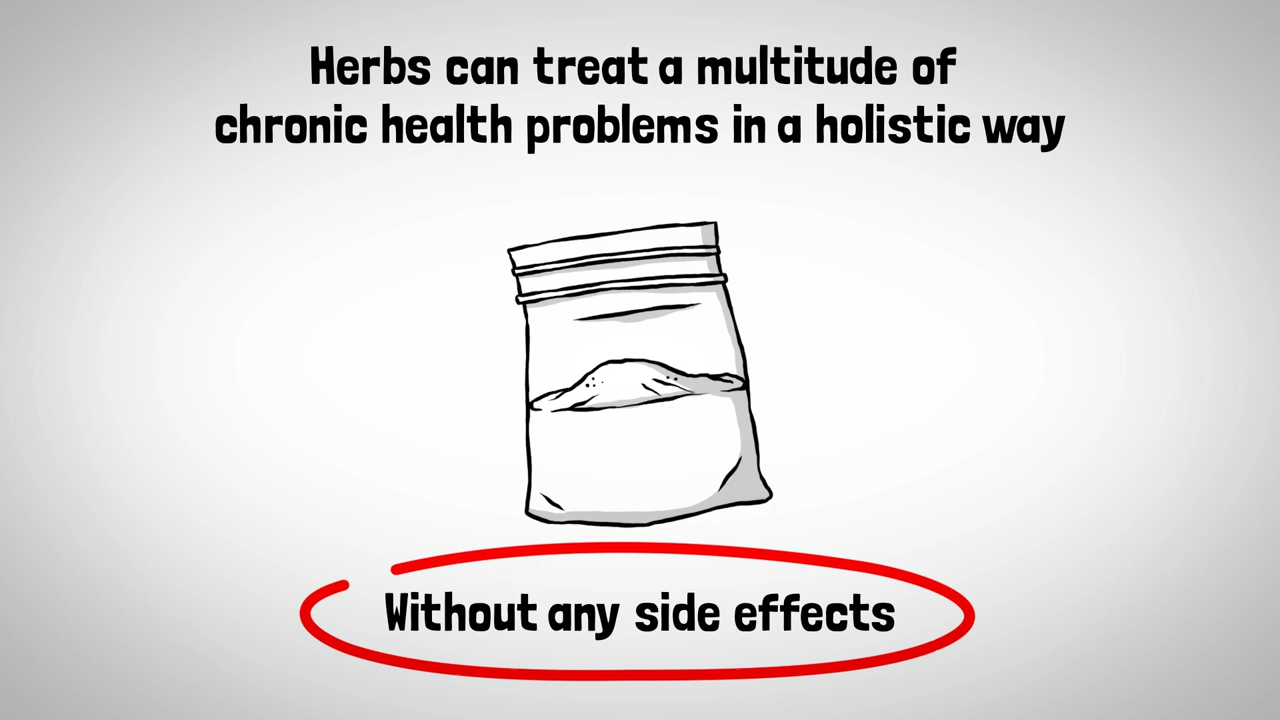 Herbs can treat a multitude of
chronic health problems in a holistic way
Without any side effects